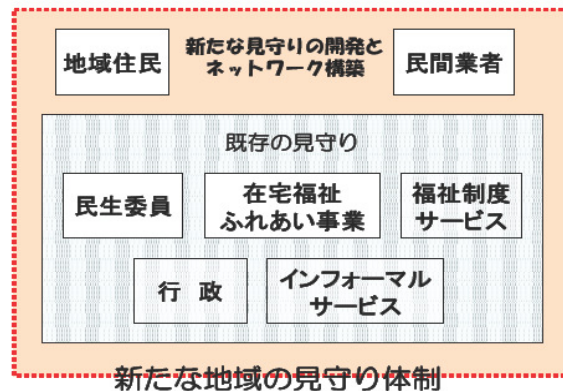 地域住民
新たな見守りの開発と
ネットワーク構築
民間業者
既存の見守り
民生委員
在宅福祉
ふれあい事業
福祉制度
サービス
行 政
インフォーマル
サービス
新たな地域の見守り体制